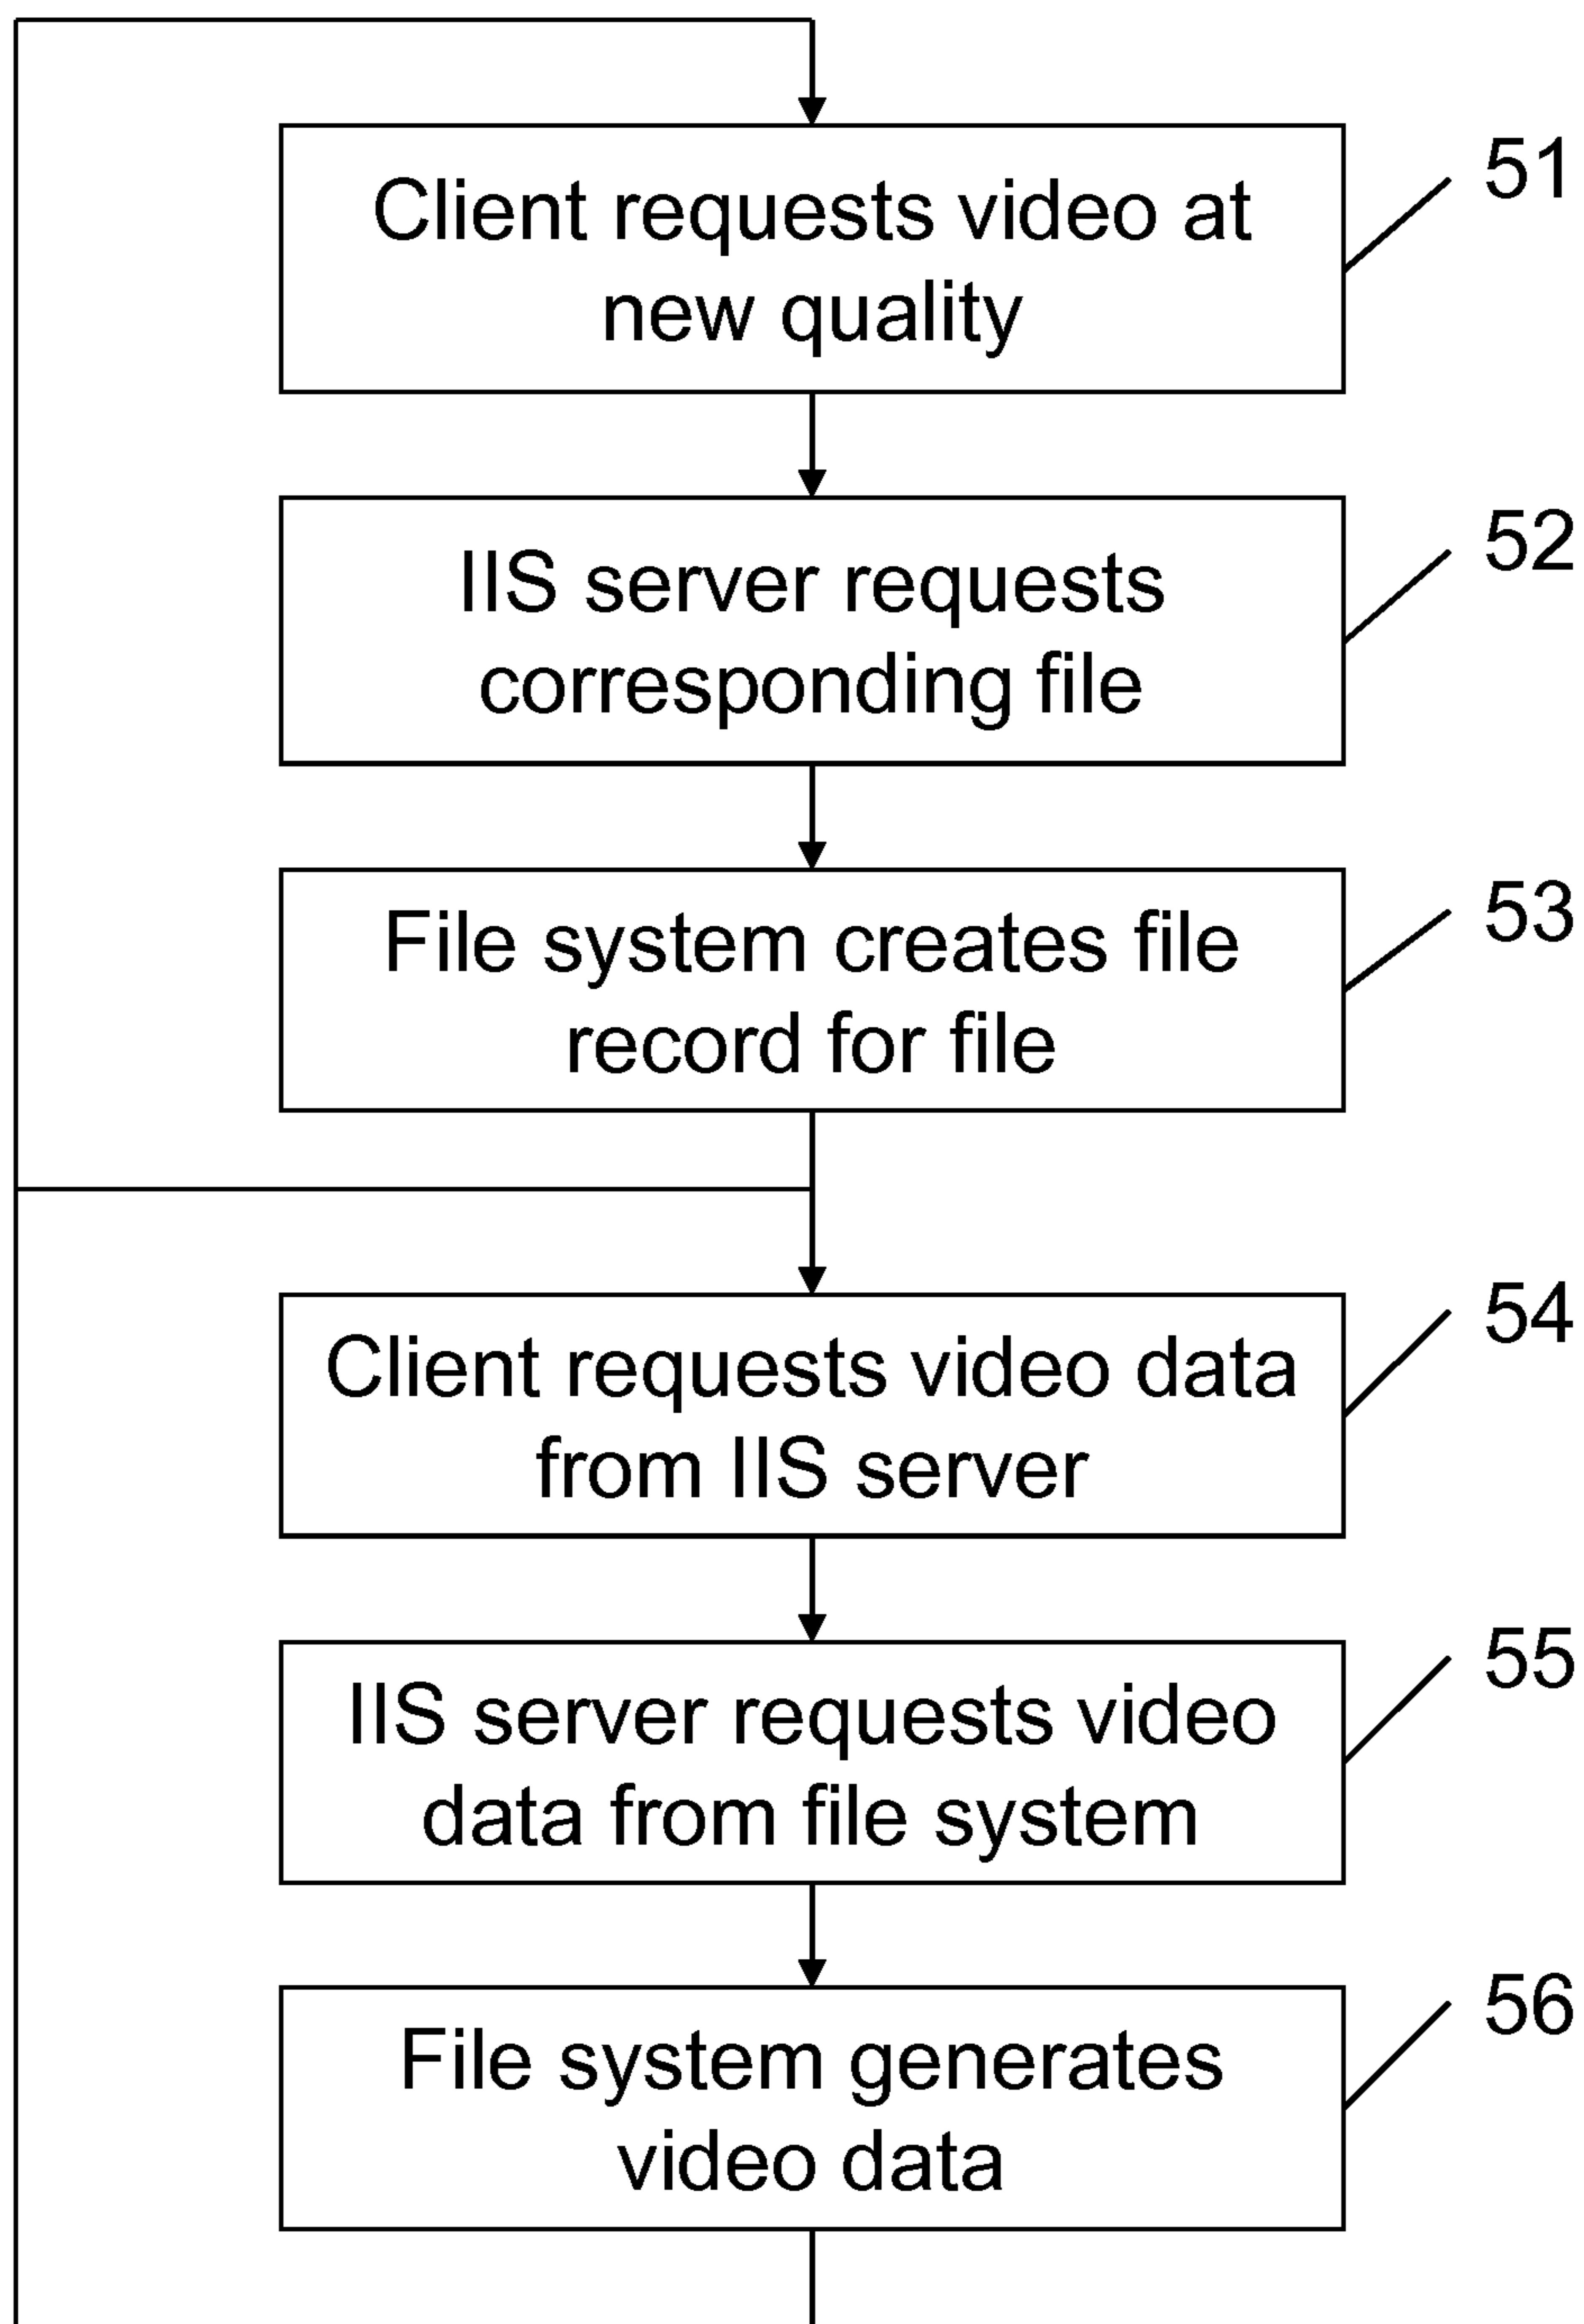 Client requests video at
new quality
51
IIS server requests
corresponding file
52
File system creates file
record for file
53
Client requests video data
from IIS server
54
IIS server requests video
data from file system
55
File system generates
video data
56